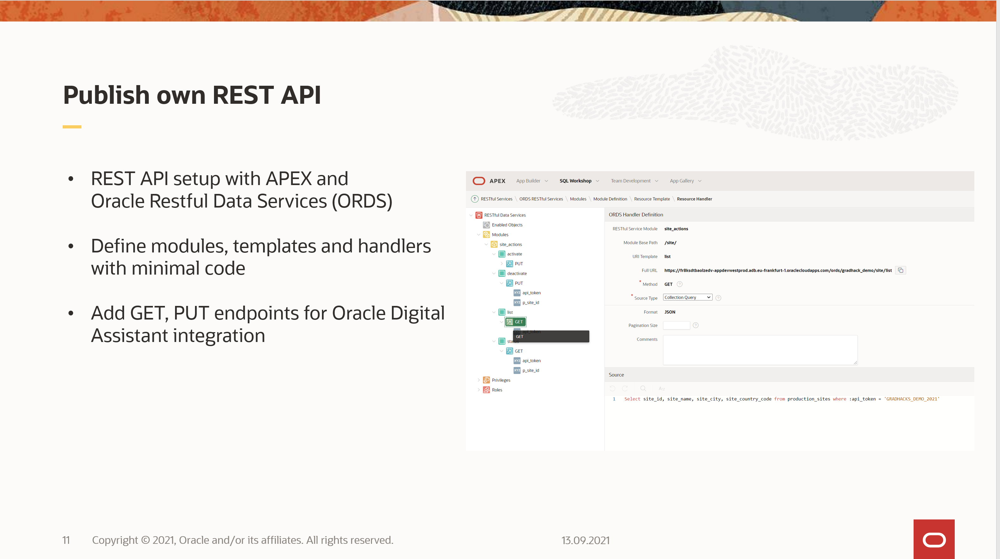 Publish own REST API
• REST API setup with APEX and
Oracle Restful Data Services (ORDS)
• Define modules, templates and handlers
with minimal code
• Add GET, PUT endpoints for Oracle Digital
Assistant integration
APEX App Builder SQL Workshop Team Development App Gallery
RESTful Services \ ORDS RESTful Services \ Modules \ Module Definition \ Resource Template \ Resource Handler
RESTful Data Services
Enabled Objects
Modules
site_actions
activate
PUT
deactivate
PUT
XYZ api_token
XYZ p_site_id
list
GET
api_token
GET
status
GET
XYZ api_token
XYZ p_site_id
Privileges
Roles
ORDS Handler Definition
RESTful Service Module site_actions
Module Base Path /site/
URI Template list
Full URL https://fr8ksdtbaolzedv-appdevwestprod.adb.eu-frankfurt-1.oraclecloudapps.com/ords/gradhack_demo/site/list
* Method GET ?
* Source Type Collection Query ?
Format JSON
Pagination Size ?
Comments
Source
1 Select site_id, site_name, site_city, site_country_code from production_sites where :api_token = 'GRADHACKS_DEMO_2021'
11 Copyright © 2021, Oracle and/or its affiliates. All rights reserved. 13.09.2021